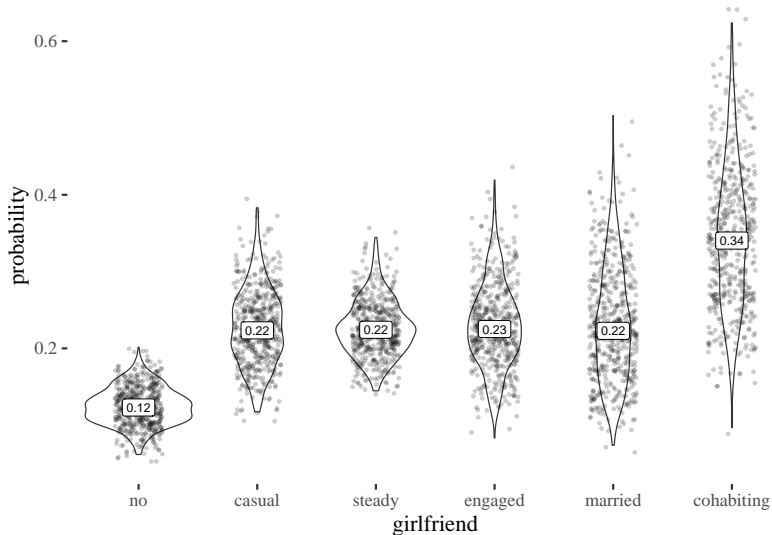 0.6
0.4
0.2
probability
0.12
0.22
0.22
0.23
0.22
0.34
no
casual
steady
engaged
married
cohabiting
girlfriend